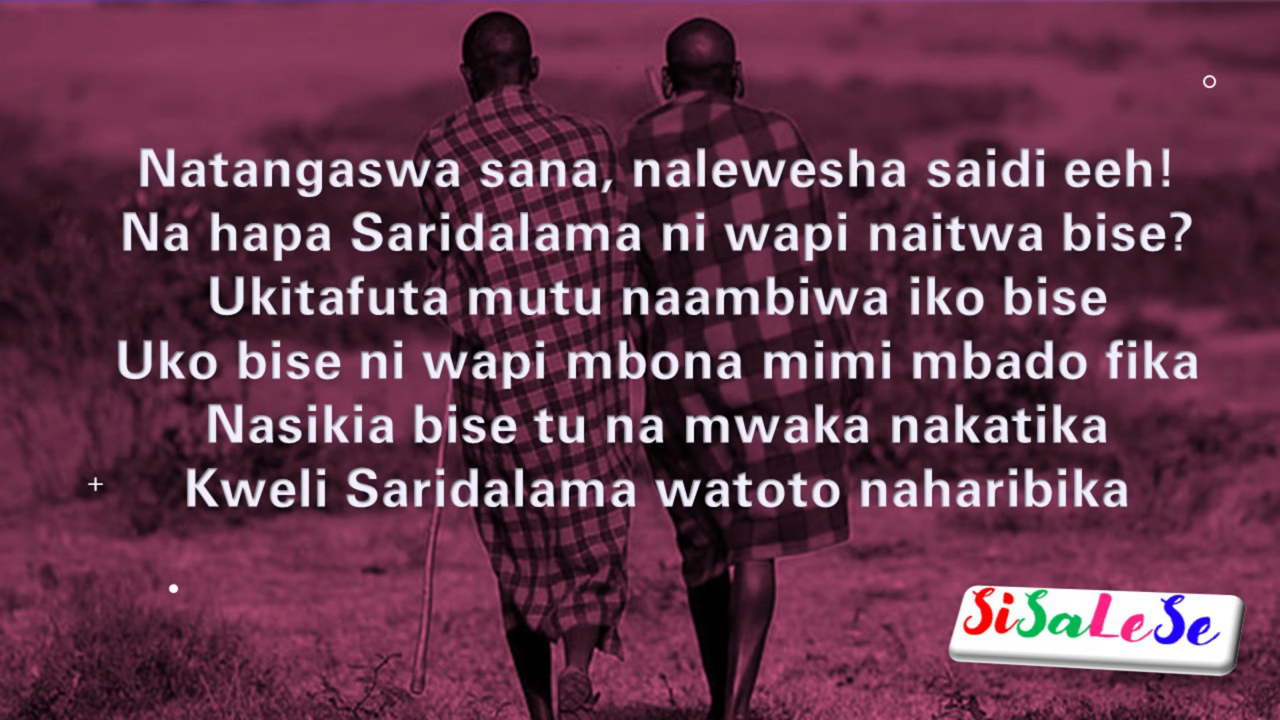 Natangaswa sana, nalewesha saidi eeh!
Na hapa Saridalama ni wapi naitwa bise?
Ukitafuta mutu naambiwa iko bise
Uko bise ni wapi mbona mimi mbado fika
Nasikia bise tu na mwaka nakatika
Kweli Saridalama watoto naharibika
SiSaLeSe